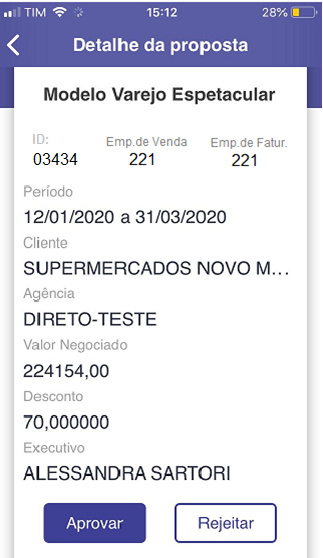 TIM 15:12 28%
Detalhe da proposta
Modelo Varejo Espetacular
ID: Emp.de Venda Emp.de Fatur.
03434 221 221
Período
12/01/2020 a 31/03/2020
Cliente
SUPERMERCADOS NOVO M...
Agência
DIRETO-TESTE
Valor Negociado
224154,00
Desconto
70,000000
Executivo
ALESSANDRA SARTORI
Aprovar Rejeitar